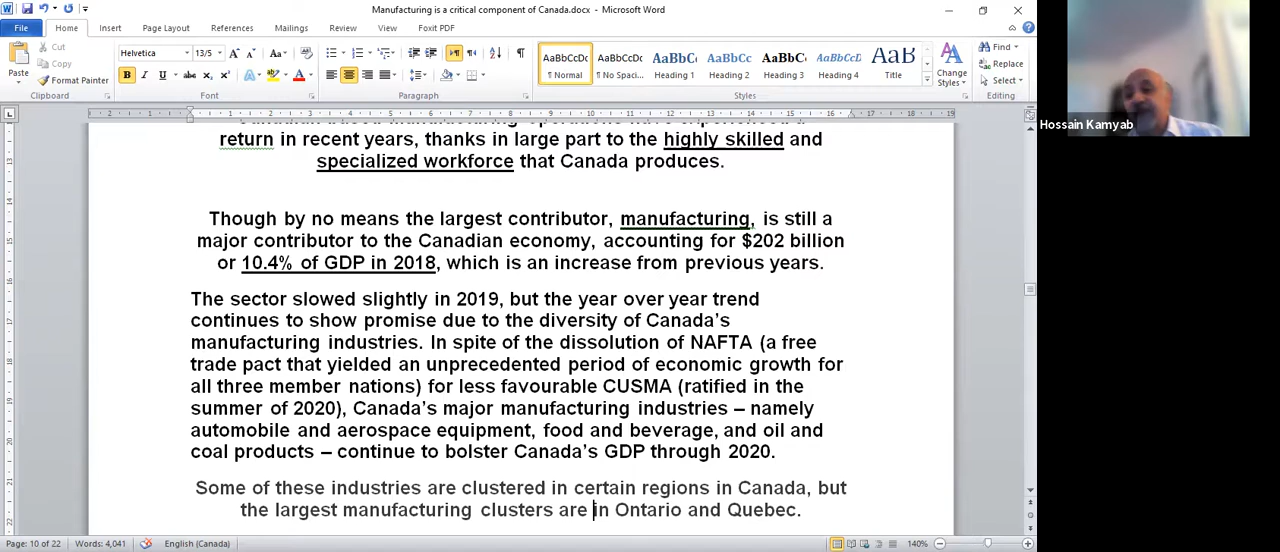 Manufacturing is a critical component of Canada.docx - Microsoft Word
File Home Insert Page Layout References Mailings Review View Foxit PDF
Cut
Copy
Format Painter
Paste
Clipboard
Helvetica 13/5
Font
Paragraph
AaBbCcDc AaBbCcDc AaBbC AaBbCc AaBbC AaBbCcD AaB
¶ Normal ¶ No Spaci... Heading 1 Heading 2 Heading 3 Heading 4 Title
Change Styles
Styles
Find
Replace
Select
Editing
Hossain Kamyab
return in recent years, thanks in large part to the highly skilled and
specialized workforce that Canada produces.
Though by no means the largest contributor, manufacturing, is still a
major contributor to the Canadian economy, accounting for $202 billion
or 10.4% of GDP in 2018, which is an increase from previous years.
The sector slowed slightly in 2019, but the year over year trend
continues to show promise due to the diversity of Canada's
manufacturing industries. In spite of the dissolution of NAFTA (a free
trade pact that yielded an unprecedented period of economic growth for
all three member nations) for less favourable CUSMA (ratified in the
summer of 2020), Canada's major manufacturing industries – namely
automobile and aerospace equipment, food and beverage, and oil and
coal products – continue to bolster Canada's GDP through 2020.
Some of these industries are clustered in certain regions in Canada, but
the largest manufacturing clusters are in Ontario and Quebec.
Page: 10 of 22 Words: 4,041 English (Canada) 140%